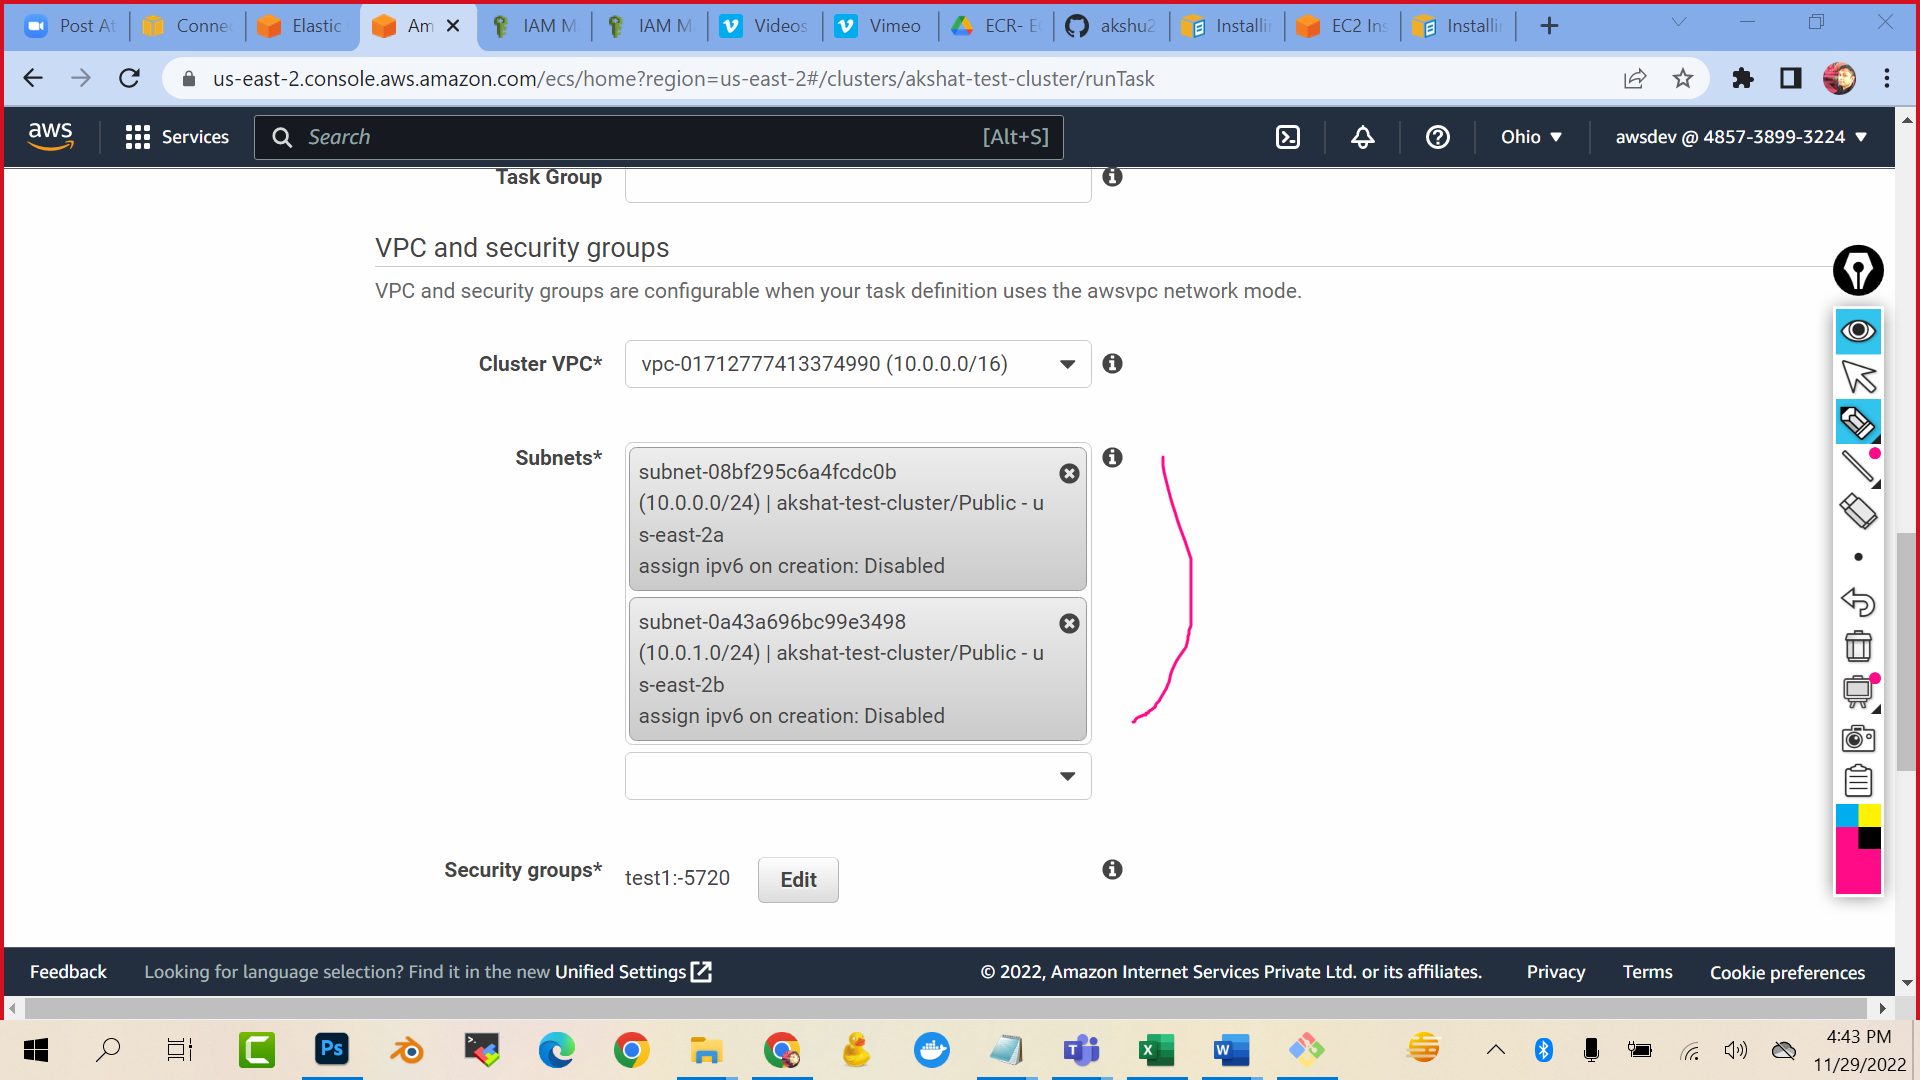 Post At
Conne
Elastic
Am
IAM M
IAM M
Videos
Vimeo
ECR- E
akshu2
Installi
EC2 Ins
Installi
us-east-2.console.aws.amazon.com/ecs/home?region=us-east-2#/clusters/akshat-test-cluster/runTask
aws
Services
Search
[Alt+S]
Ohio
awsdev @ 4857-3899-3224
Task Group
VPC and security groups
VPC and security groups are configurable when your task definition uses the awsvpc network mode.
Cluster VPC*
vpc-01712777413374990 (10.0.0.0/16)
Subnets*
subnet-08bf295c6a4fcdc0b
(10.0.0.0/24) | akshat-test-cluster/Public - u
s-east-2a
assign ipv6 on creation: Disabled
subnet-0a43a696bc99e3498
(10.0.1.0/24) | akshat-test-cluster/Public - u
s-east-2b
assign ipv6 on creation: Disabled
Security groups*
test1:-5720
Edit
Feedback
Looking for language selection? Find it in the new Unified Settings
© 2022, Amazon Internet Services Private Ltd. or its affiliates.
Privacy
Terms
Cookie preferences
4:43 PM
11/29/2022